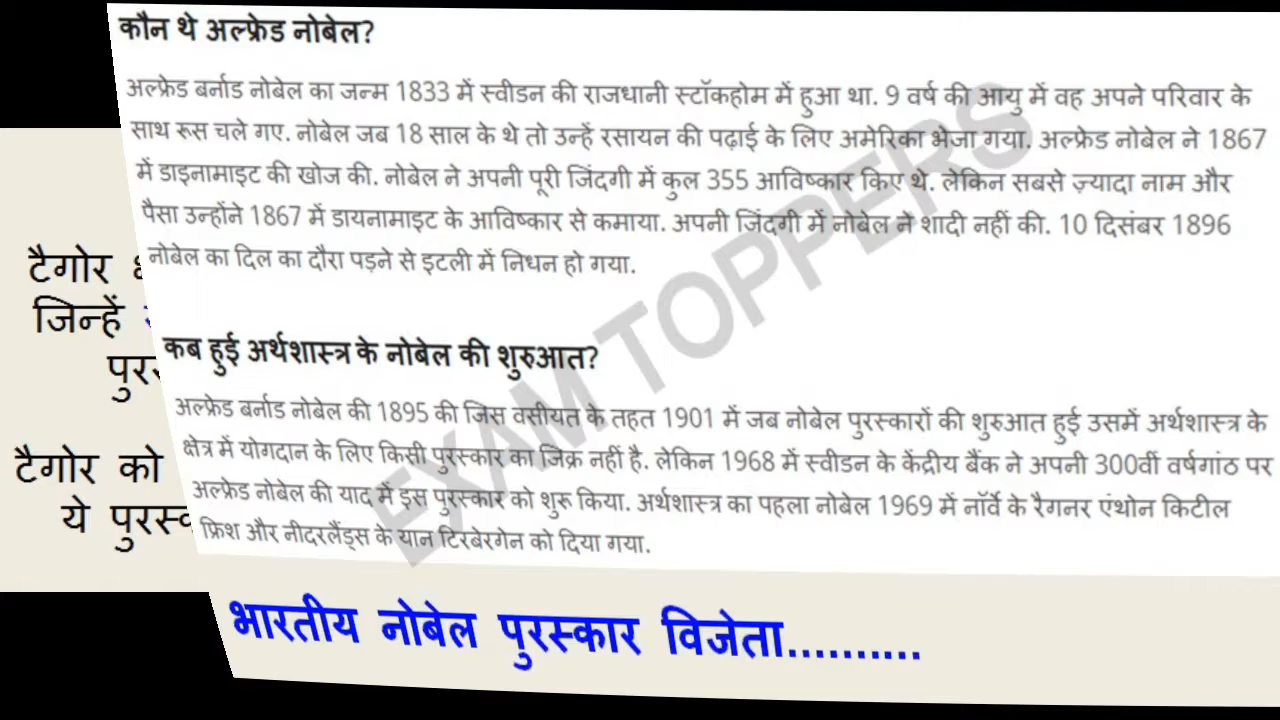 कौन थे अल्फ्रेड नोबेल?
अल्फ्रेड बर्नाड नोबेल का जन्म 1833 में स्वीडन की राजधानी स्टॉकहोम में हुआ था. 9 वर्ष की आयु में वह अपने परिवार के
साथ रूस चले गए. नोबेल जब 18 साल के थे तो उन्हें रसायन की पढ़ाई के लिए अमेरिका भेजा गया. अल्फ्रेड नोबेल ने 1867
में डाइनामाइट की खोज की. नोबेल ने अपनी पूरी जिंदगी में कुल 355 आविष्कार किए थे. लेकिन सबसे ज़्यादा नाम और
पैसा उन्होंने 1867 में डायनामाइट के आविष्कार से कमाया. अपनी जिंदगी में नोबेल ने शादी नहीं की. 10 दिसंबर 1896
नोबेल का दिल का दौरा पड़ने से इटली में निधन हो गया.
कब हुई अर्थशास्त्र के नोबेल की शुरुआत?
अल्फ्रेड बर्नाड नोबेल की 1895 की जिस वसीयत के तहत 1901 में जब नोबेल पुरस्कारों की शुरुआत हुई उसमें अर्थशास्त्र के
क्षेत्र में योगदान के लिए किसी पुरस्कार का जिक्र नहीं है. लेकिन 1968 में स्वीडन के केंद्रीय बैंक ने अपनी 300वीं वर्षगांठ पर
अल्फ्रेड नोबेल की याद में इस पुरस्कार को शुरू किया. अर्थशास्त्र का पहला नोबेल 1969 में नॉर्वे के रैगनर एंथोन किटील
फ्रिश और नीदरलैंड्स के यान टिरबेरगेन को दिया गया.
EXAM TOPPERS
टैगोर
जिन्हें
टैगोर को
ये
भारतीय नोबेल पुरस्कार विजेता..........